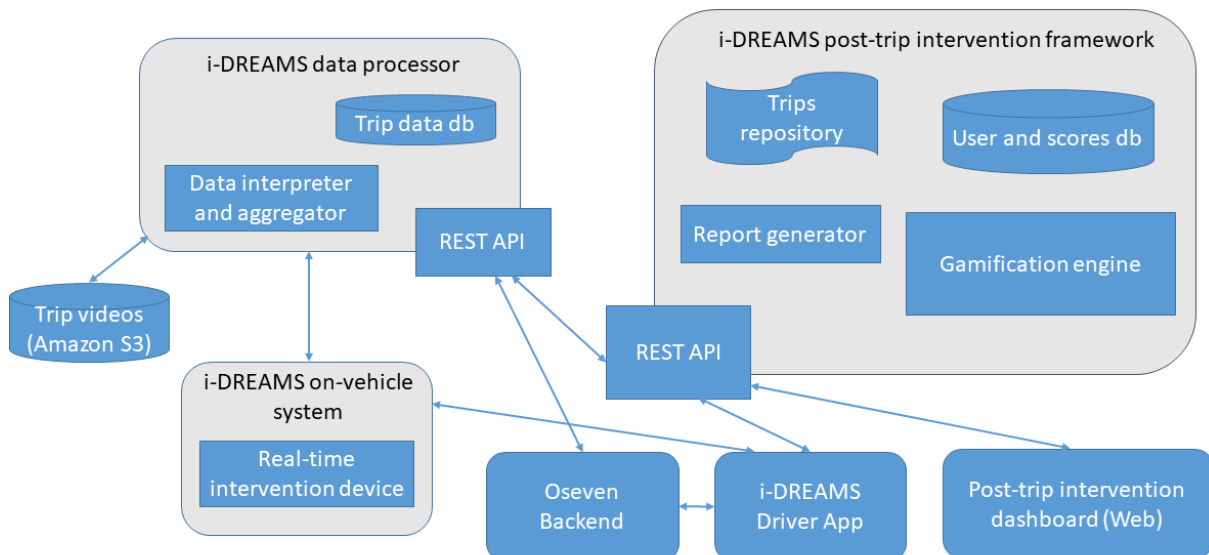 i-DREAMS data processor
Trip data db
Data interpreter
and aggregator
REST API
Trip videos
(Amazon S3)
i-DREAMS on-vehicle
system
Real-time
intervention device
i-DREAMS post-trip intervention framework
Trips
repository
User and scores db
Report generator
Gamification engine
REST API
Oseven
Backend
i-DREAMS
Driver App
Post-trip intervention
dashboard (Web)